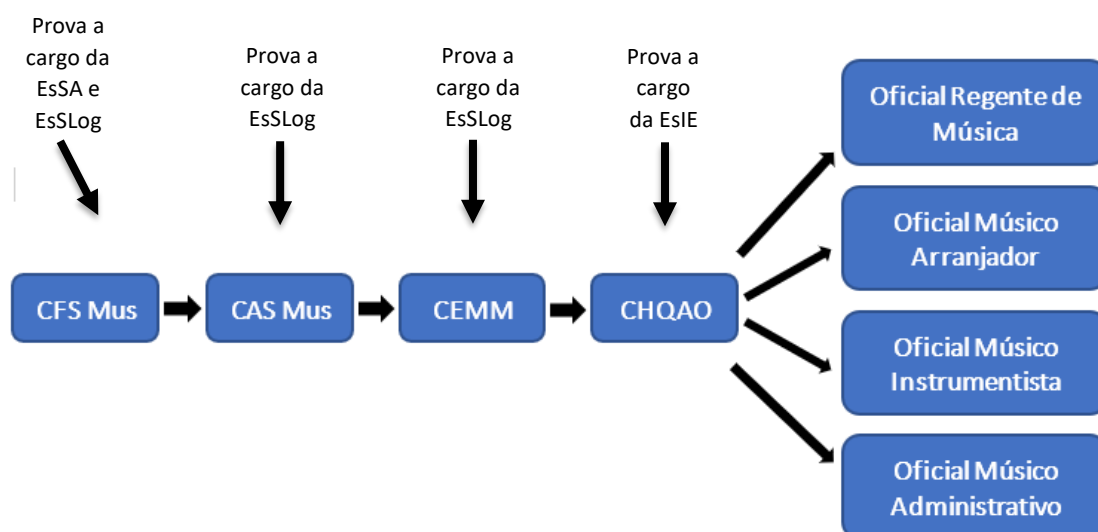 Prova a
cargo da
EsSA e
EsSLog
Prova a
cargo da
EsSLog
Prova a
cargo da
EsSLog
Prova a
cargo
da EsIE
CFS Mus
CAS Mus
CEMM
CHQAO
Oficial Regente de
Música
Oficial Músico
Arranjador
Oficial Músico
Instrumentista
Oficial Músico
Administrativo